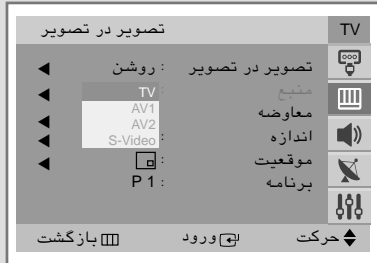 TV
تصویر در تصویر
تصویر در تصویر : روشن
منبع : TV
AV1
معاوضه
AV2
اندازه :
S-Video
موقعیت :
برنامه : P 1
حرکت
ورود
بازگشت